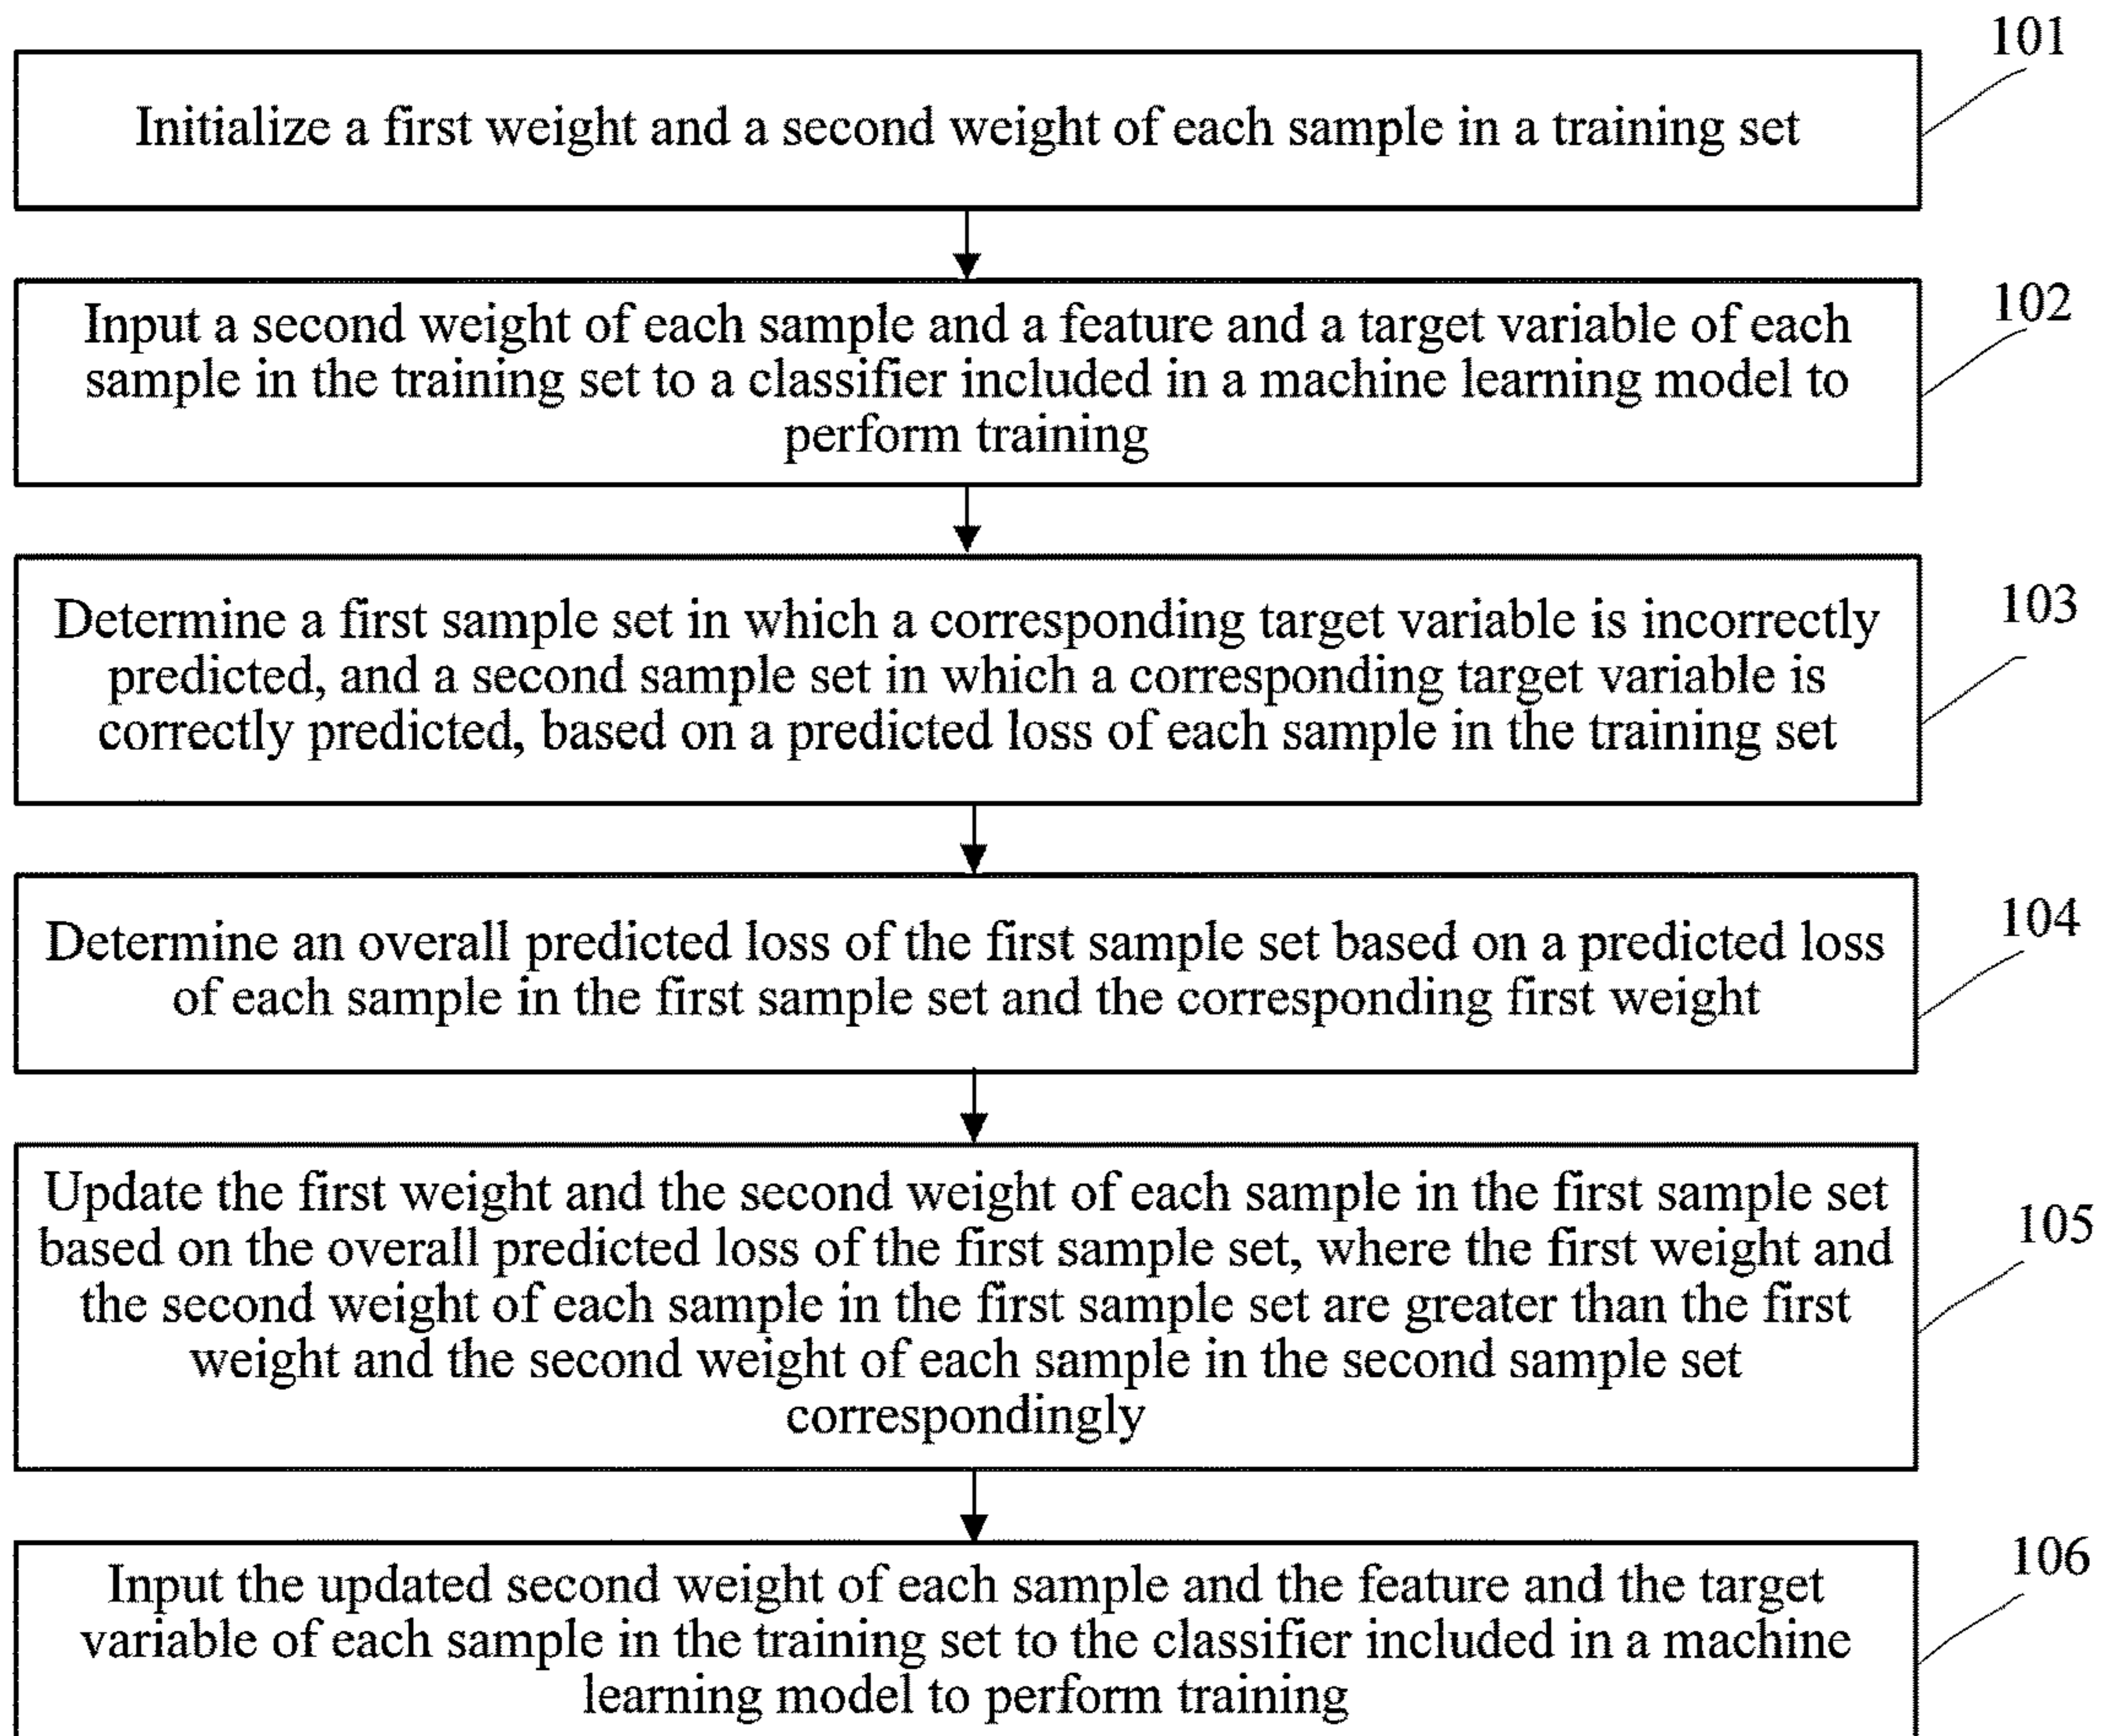 101
Initialize a first weight and a second weight of each sample in a training set
102
Input a second weight of each sample and a feature and a target variable of each
sample in the training set to a classifier included in a machine learning model to
perform training
103
Determine a first sample set in which a corresponding target variable is incorrectly
predicted, and a second sample set in which a corresponding target variable is
correctly predicted, based on a predicted loss of each sample in the training set
104
Determine an overall predicted loss of the first sample set based on a predicted loss
of each sample in the first sample set and the corresponding first weight
105
Update the first weight and the second weight of each sample in the first sample set
based on the overall predicted loss of the first sample set, where the first weight and
the second weight of each sample in the first sample set are greater than the first
weight and the second weight of each sample in the second sample set
correspondingly
106
Input the updated second weight of each sample and the feature and the target
variable of each sample in the training set to the classifier included in a machine
learning model to perform training